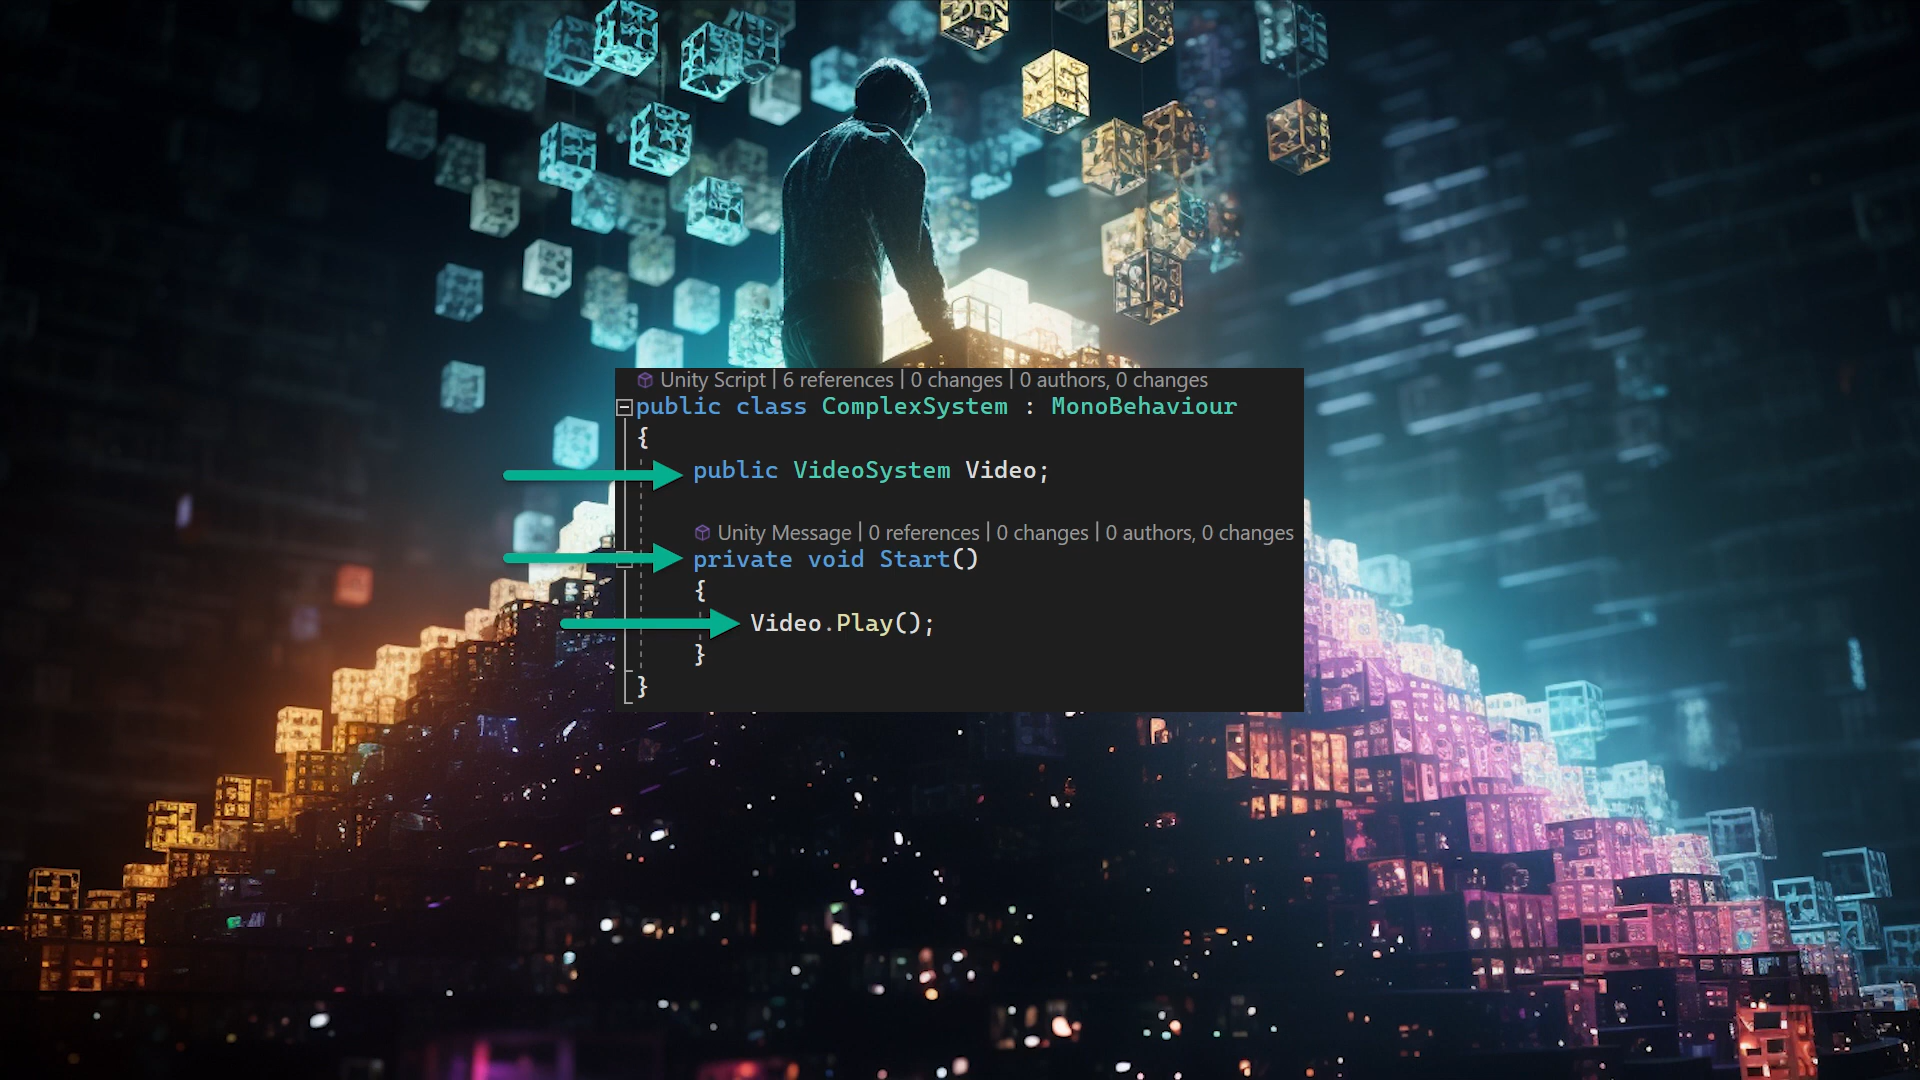 Unity Script | 6 references | 0 changes | 0 authors, 0 changes
public class ComplexSystem : MonoBehaviour
{
public VideoSystem Video;
Unity Message | 0 references | 0 changes | 0 authors, 0 changes
private void Start()
{
Video.Play();
}
}